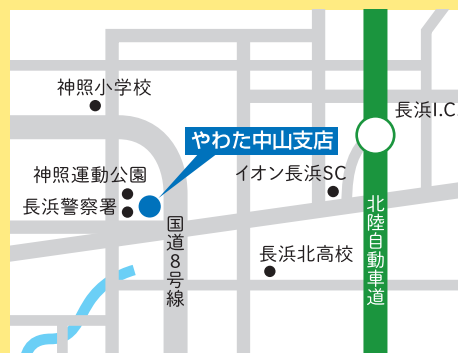 神照小学校
長浜I.C
やわた中山支店
神照運動公園
イオン長浜SC
長浜警察署
北陸自動車道
国道8号線
長浜北高校